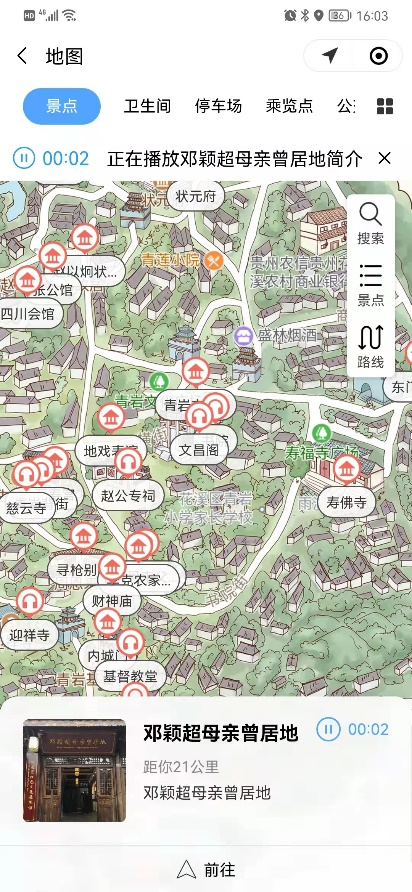 HD 4G 86 16:03
地图
景点 卫生间 停车场 乘览点
00:02 正在播放邓颖超母亲曾居地简介
状元府
搜索
青莲小院
贵州农信贵州花
溪农村商业银行
赵以炯状...
张公馆
景点
四川会馆
盛林烟酒
路线
文昌阁
地戏表演
寿福寺广场
赵公专祠
花溪区青岩
小学家长学校
寿佛寺
慈云寺
街
寻枪别
克农家...
财神庙
书院街
迎祥寺
内城门
基督教堂
邓颖超母亲曾居地 00:02
距你21公里
邓颖超母亲曾居地
前往